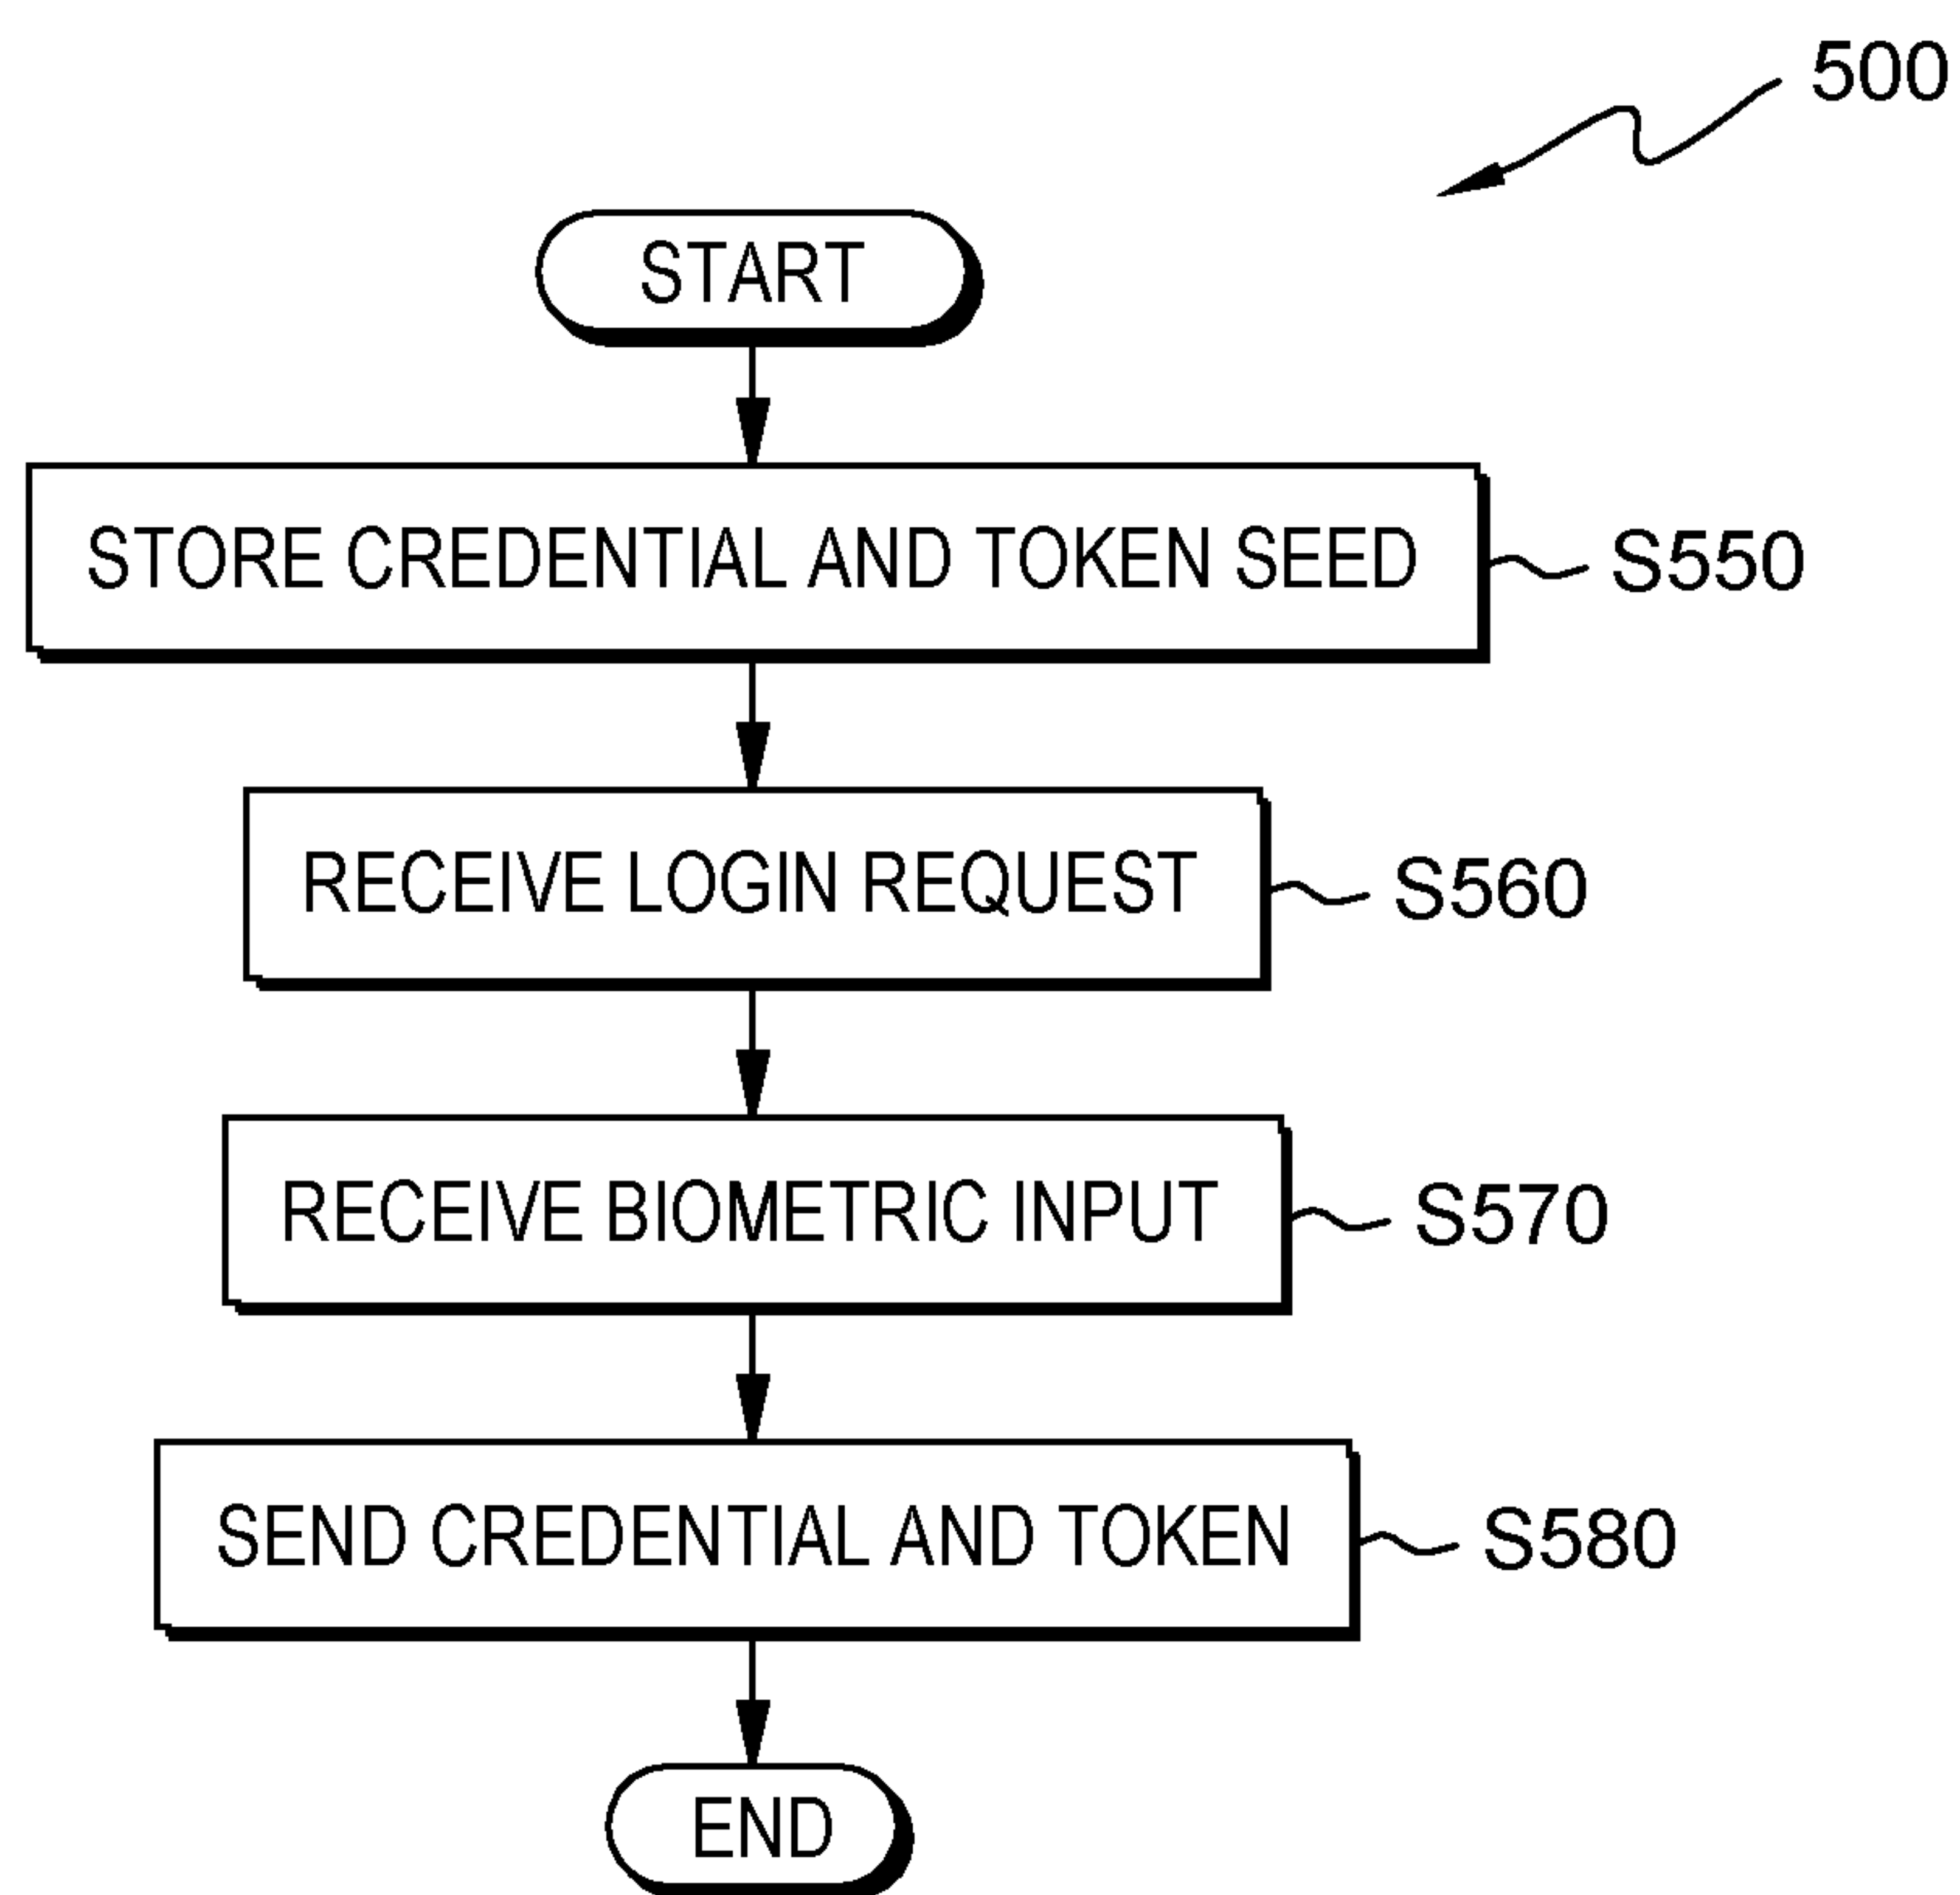 500
START
STORE CREDENTIAL AND TOKEN SEED
S550
RECEIVE LOGIN REQUEST
S560
RECEIVE BIOMETRIC INPUT
S570
SEND CREDENTIAL AND TOKEN
S580
END